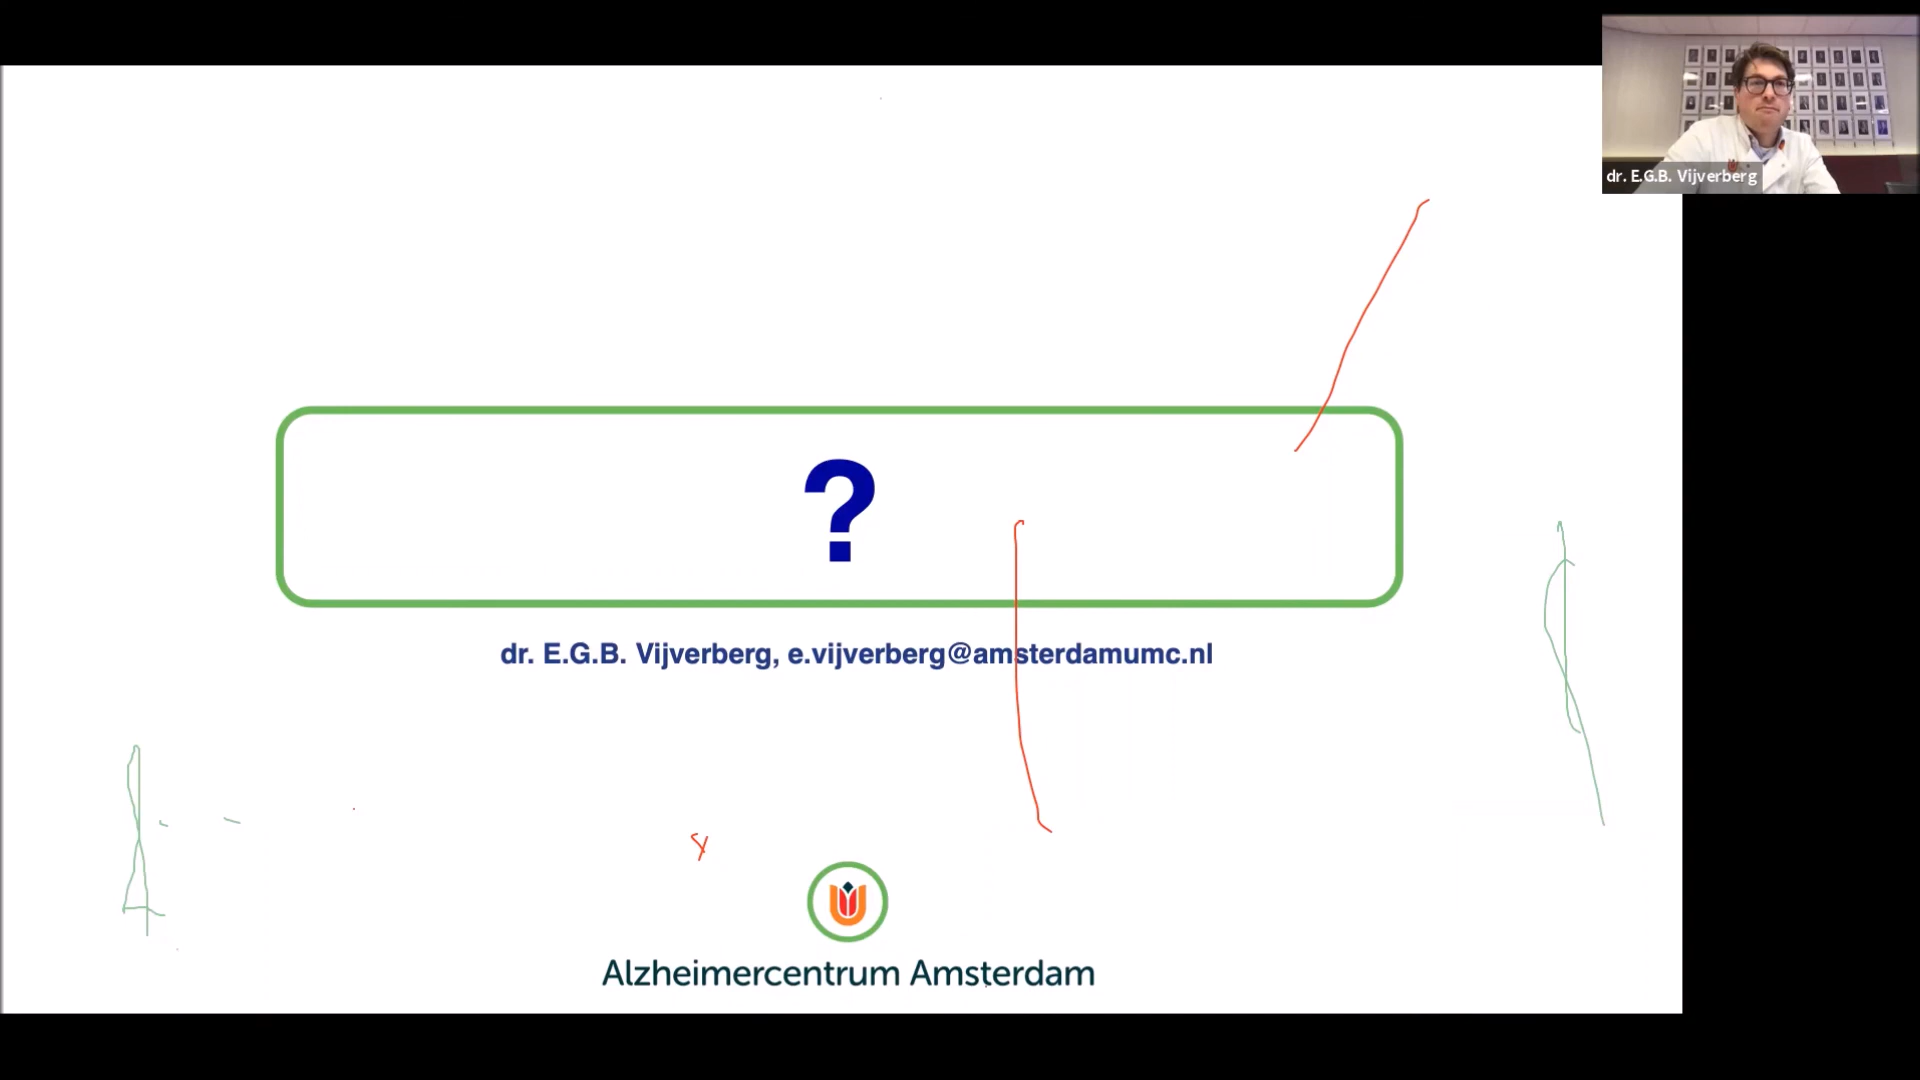 dr. E.G.B. Vijverberg
?
dr. E.G.B. Vijverberg, e.vijverberg@amsterdamumc.nl
Alzheimercentrum Amsterdam